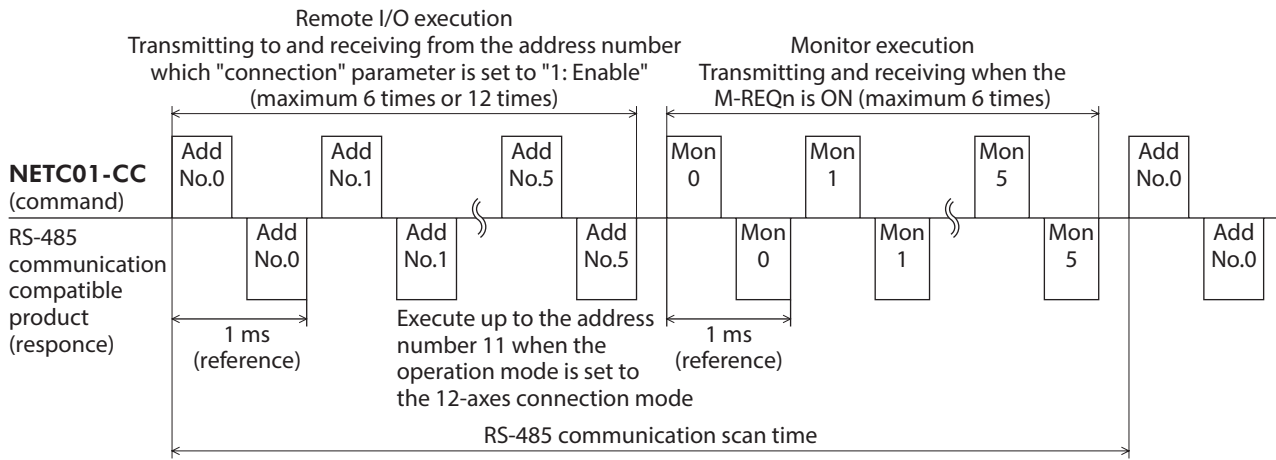 Remote I/O execution
Transmitting to and receiving from the address number
which "connection" parameter is set to "1: Enable"
(maximum 6 times or 12 times)
Monitor execution
Transmitting and receiving when the
M-REQn is ON (maximum 6 times)
NETC01-CC
(command)
Add
No.0
Add
No.1
Add
No.5
Mon
0
Mon
1
Mon
5
Add
No.0
RS-485
communication
compatible
product
(responce)
Add
No.0
Add
No.1
Add
No.5
Mon
0
Mon
1
Mon
5
Add
No.0
1 ms
(reference)
Execute up to the address
number 11 when the
operation mode is set to
the 12-axes connection mode
1 ms
(reference)
RS-485 communication scan time